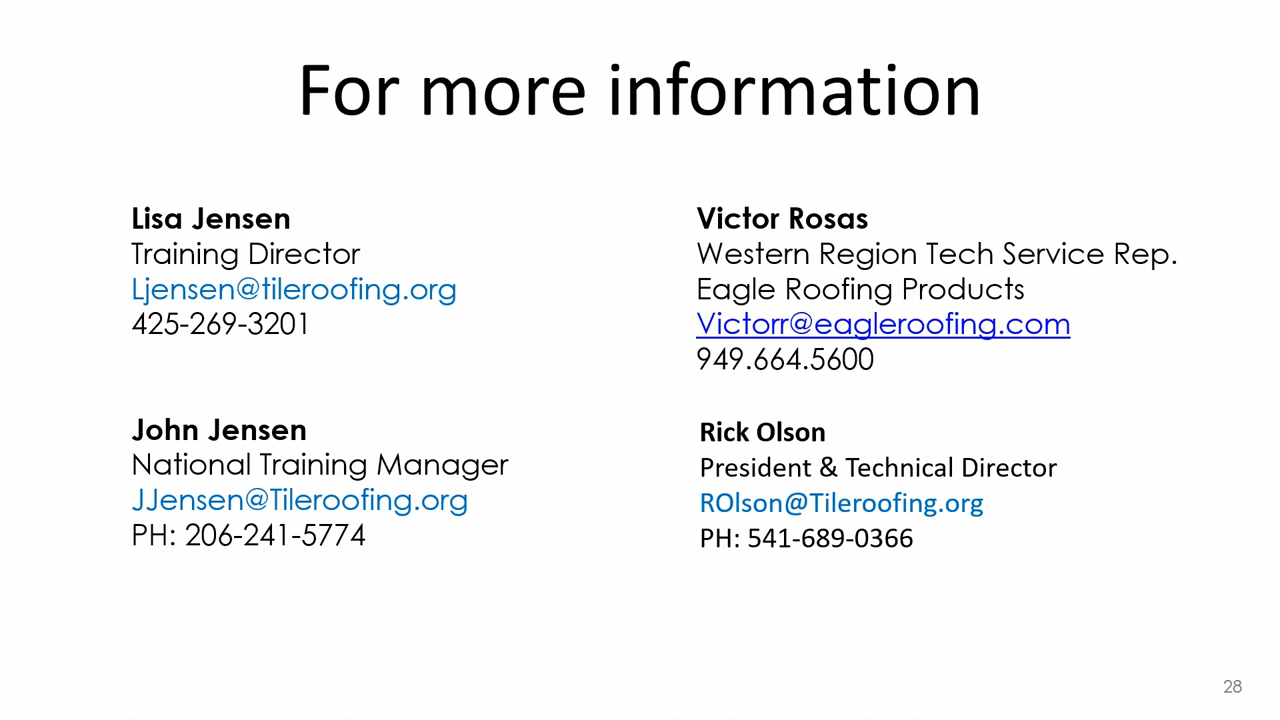 For more information
Lisa Jensen
Training Director
Ljensen@tileroofing.org
425-269-3201
John Jensen
National Training Manager
JJensen@Tileroofing.org
PH: 206-241-5774
Victor Rosas
Western Region Tech Service Rep.
Eagle Roofing Products
Victorr@eagleroofing.com
949.664.5600
Rick Olson
President & Technical Director
ROlson@Tileroofing.org
PH: 541-689-0366
28